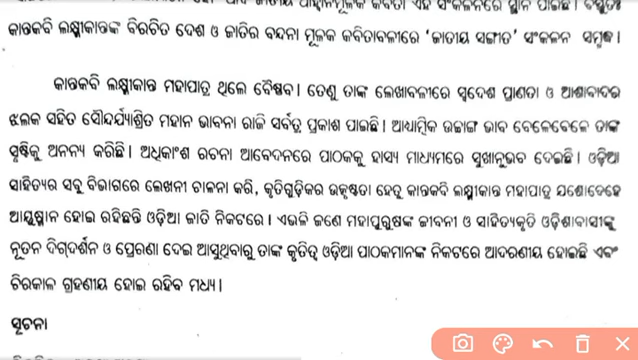 କାନ୍ତକବି ଲକ୍ଷ୍ମୀକାନ୍ତଙ୍କ ବିରଚିତ ଦେଶ ଓ ଜାତିର ବନ୍ଦନା ମୂଳକ କବିତାବଳୀରେ ‘ଜାତୀୟ ସଙ୍ଗୀତ’ ସଂକଳନ ସମୃଦ୍ଧ।
କାନ୍ତକବି ଲକ୍ଷ୍ମୀକାନ୍ତ ମହାପାତ୍ର ଥିଲେ ବୈଷ୍ଣବ। ତେଣୁ ତାଙ୍କ ଲେଖାବଳୀରେ ସ୍ୱଦେଶ ପ୍ରାଣତା ଓ ଆଶାବାଦର
ଝଲକ ସହିତ ସୌନ୍ଦର୍ଯ୍ୟାଶ୍ରିତ ମହାନ ଭାବନା ରାଜି ସର୍ବତ୍ର ପ୍ରକାଶ ପାଇଛି। ଆଧ୍ୟାତ୍ମିକ ଉଚ୍ଚାଙ୍ଗ ଭାବ ବେଳେବେଳେ ତାଙ୍କ
ସୃଷ୍ଟିକୁ ଅନନ୍ୟ କରିଛି। ଅଧିକାଂଶ ରଚନା ଆବେଦନରେ ପାଠକକୁ ହାସ୍ୟ ମାଧ୍ୟମରେ ସୁଖାନୁଭବ ଦେଇଛି। ଓଡ଼ିଆ
ସାହିତ୍ୟର ସବୁ ବିଭାଗରେ ଲେଖନୀ ଚାଳନା କରି, କୃତିଗୁଡ଼ିକର ଉତ୍କୃଷ୍ଟତା ହେତୁ କାନ୍ତକବି ଲକ୍ଷ୍ମୀକାନ୍ତ ମହାପାତ୍ର ଯଶୋଦେହେ
ଆୟୁଷ୍ମାନ ହୋଇ ରହିଛନ୍ତି ଓଡ଼ିଆ ଜାତି ନିକଟରେ। ଏଭଳି ଜଣେ ମହାପୁରୁଷଙ୍କ ଜୀବନୀ ଓ ସାହିତ୍ୟକୃତି ଓଡ଼ିଶାବାସୀଙ୍କୁ
ନୂତନ ଦିଗ୍‌ଦର୍ଶନ ଓ ପ୍ରେରଣା ଦେଇ ଆସୁଥିବାରୁ ତାଙ୍କ କୃତିତ୍ୱ ଓଡ଼ିଆ ପାଠକମାନଙ୍କ ନିକଟରେ ଆଦରଣୀୟ ହୋଇଛି ଏବଂ
ଚିରକାଳ ଗ୍ରହଣୀୟ ହୋଇ ରହିବ ମଧ୍ୟ।
ସୂଚନା